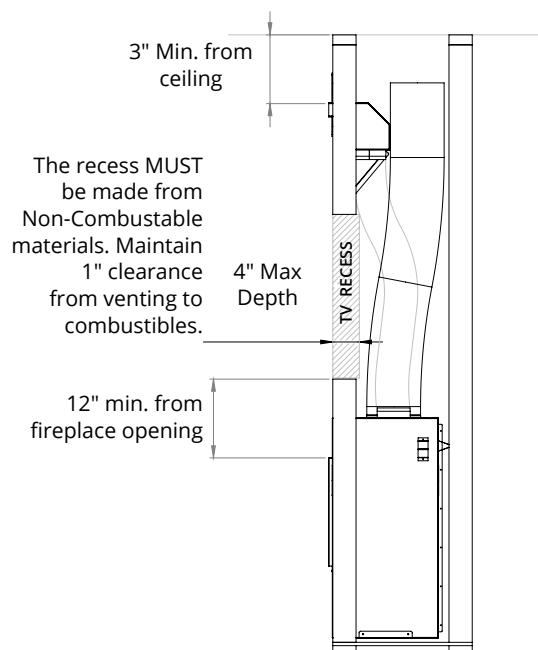 3" Min. from
ceiling
The recess MUST
be made from
Non-Combustable
materials. Maintain
1" clearance
from venting to
combustibles.
4" Max
Depth
TV RECESS
12" min. from
fireplace opening